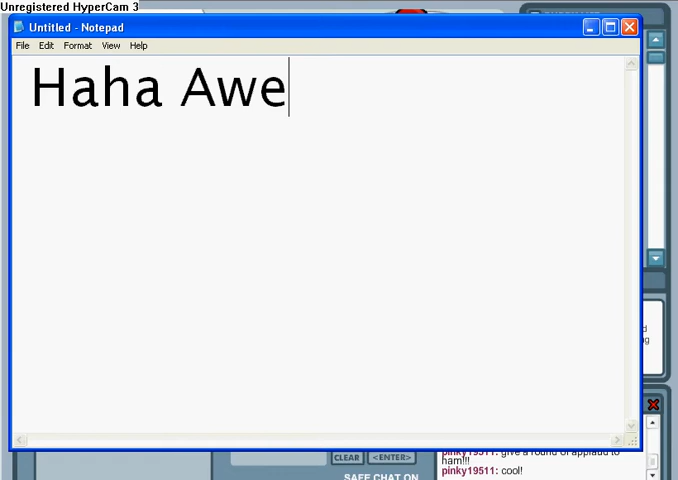 Unregistered HyperCam 3
Untitled - Notepad
File Edit Format View Help
Haha Awe
pinky19511: give a round of applaud to
ham!!!
pinky19511: cool!
CLEAR <ENTER>
SAFE CHAT ON